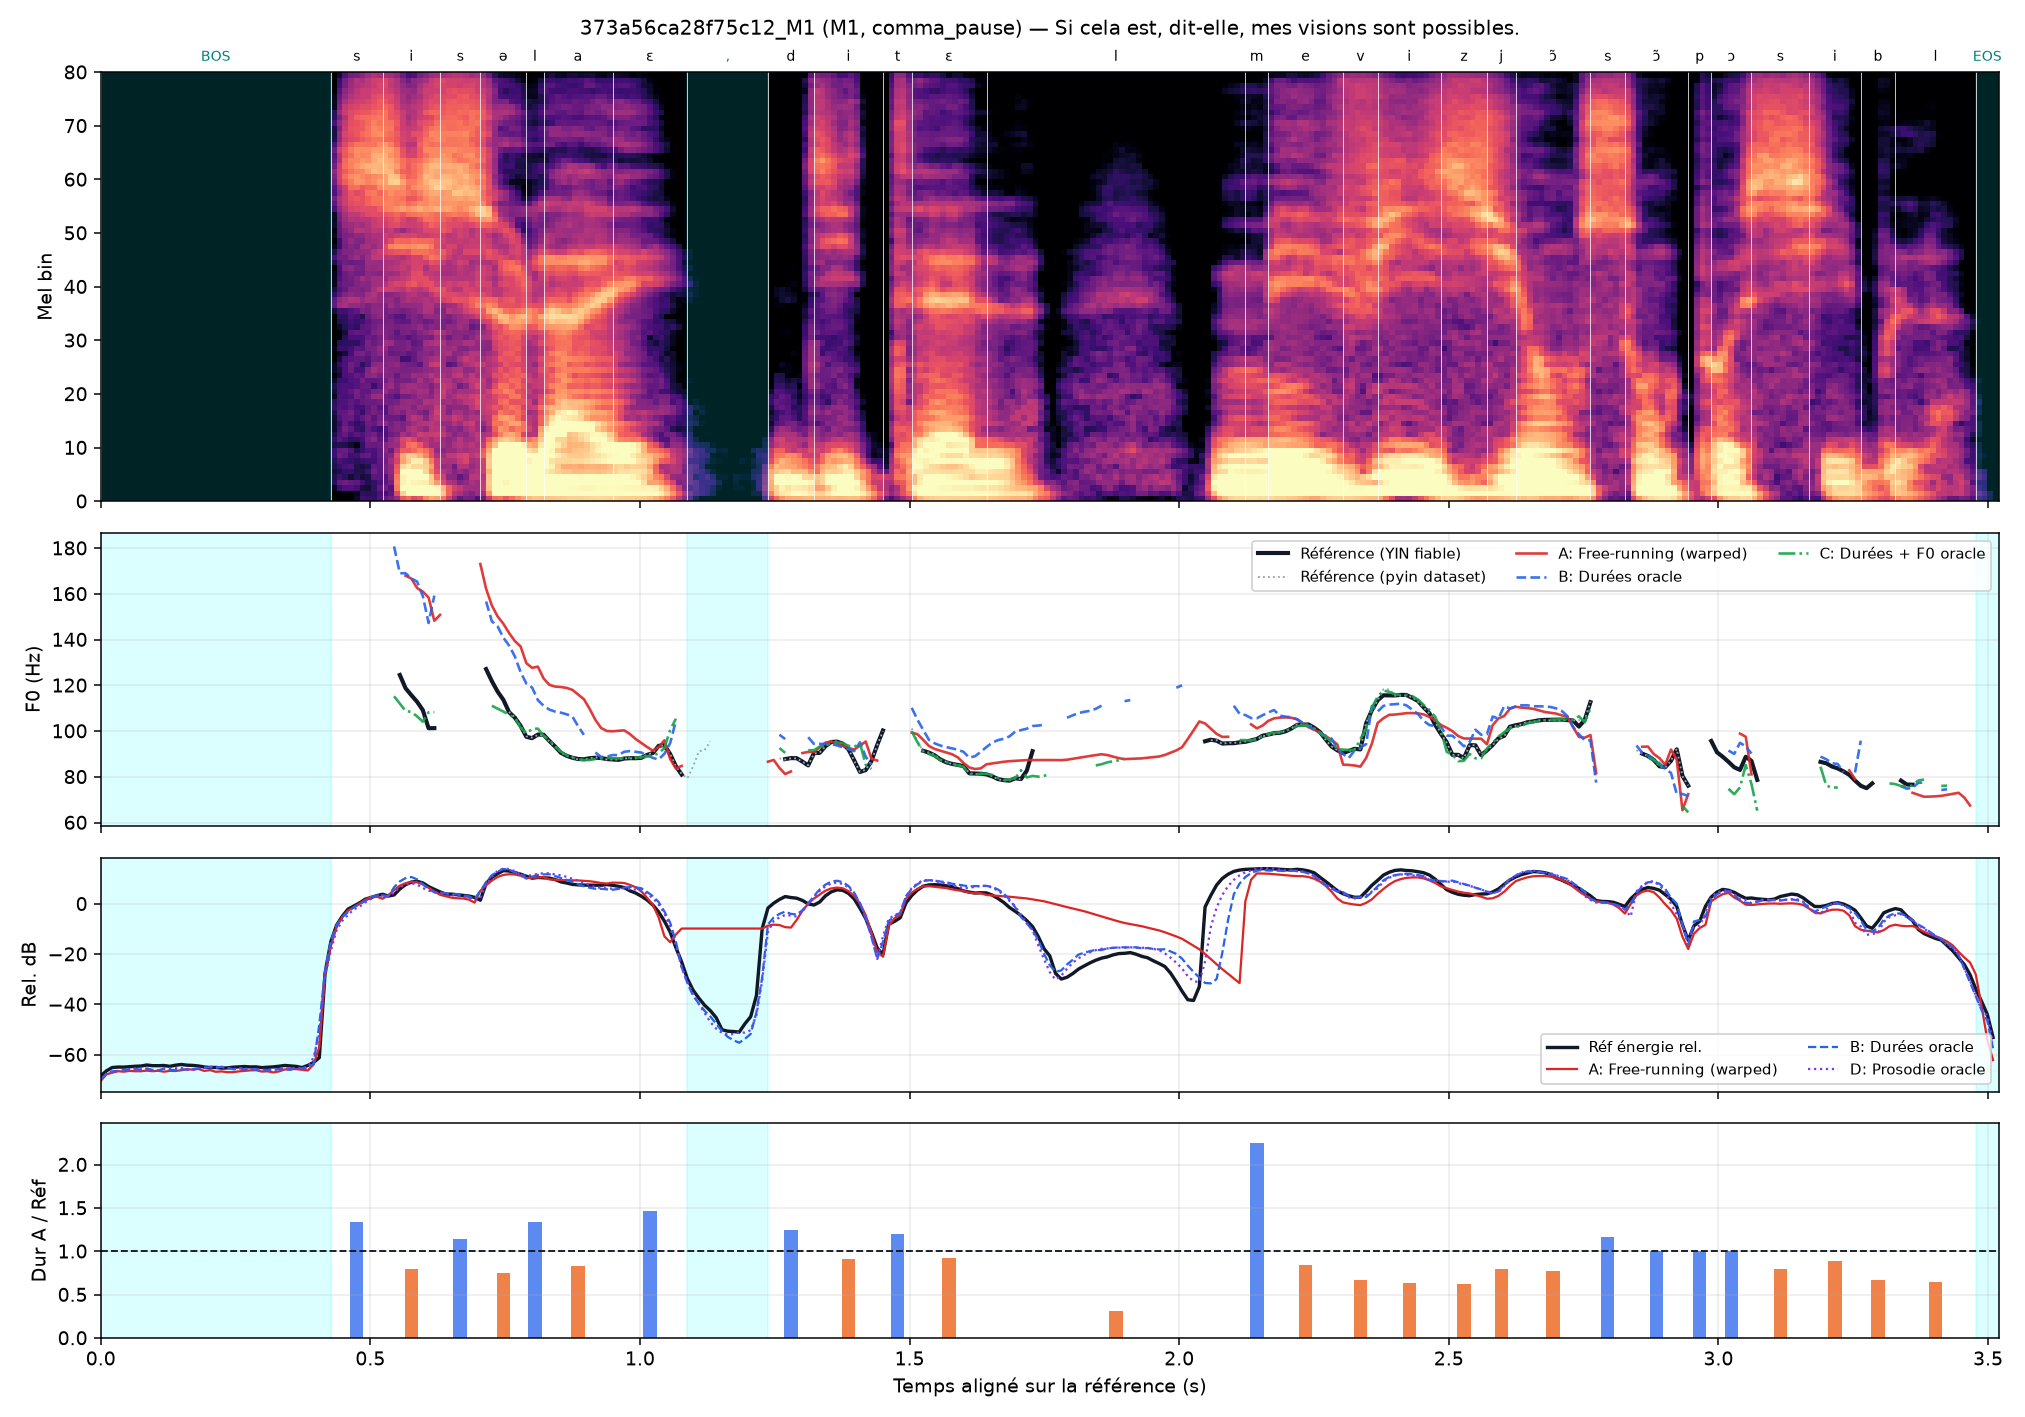 373a56ca28f75c12_M1 (M1, comma_pause) — Si cela est, dit-elle, mes visions sont possibles.
BOS s i s ə l a ɛ , d i t ɛ l m e v i z j ɔ̃ s ɔ̃ p ɔ s i b l EOS
80
70
60
50
40
30
20
10
0
Mel bin
180
160
140
120
100
80
60
F0 (Hz)
Référence (YIN fiable)
Référence (pyin dataset)
A: Free-running (warped)
B: Durées oracle
C: Durées + F0 oracle
0
−20
−40
−60
Rel. dB
Réf énergie rel.
A: Free-running (warped)
B: Durées oracle
D: Prosodie oracle
2.0
1.5
1.0
0.5
0.0
Dur A / Réf
0.0 0.5 1.0 1.5 2.0 2.5 3.0 3.5
Temps aligné sur la référence (s)